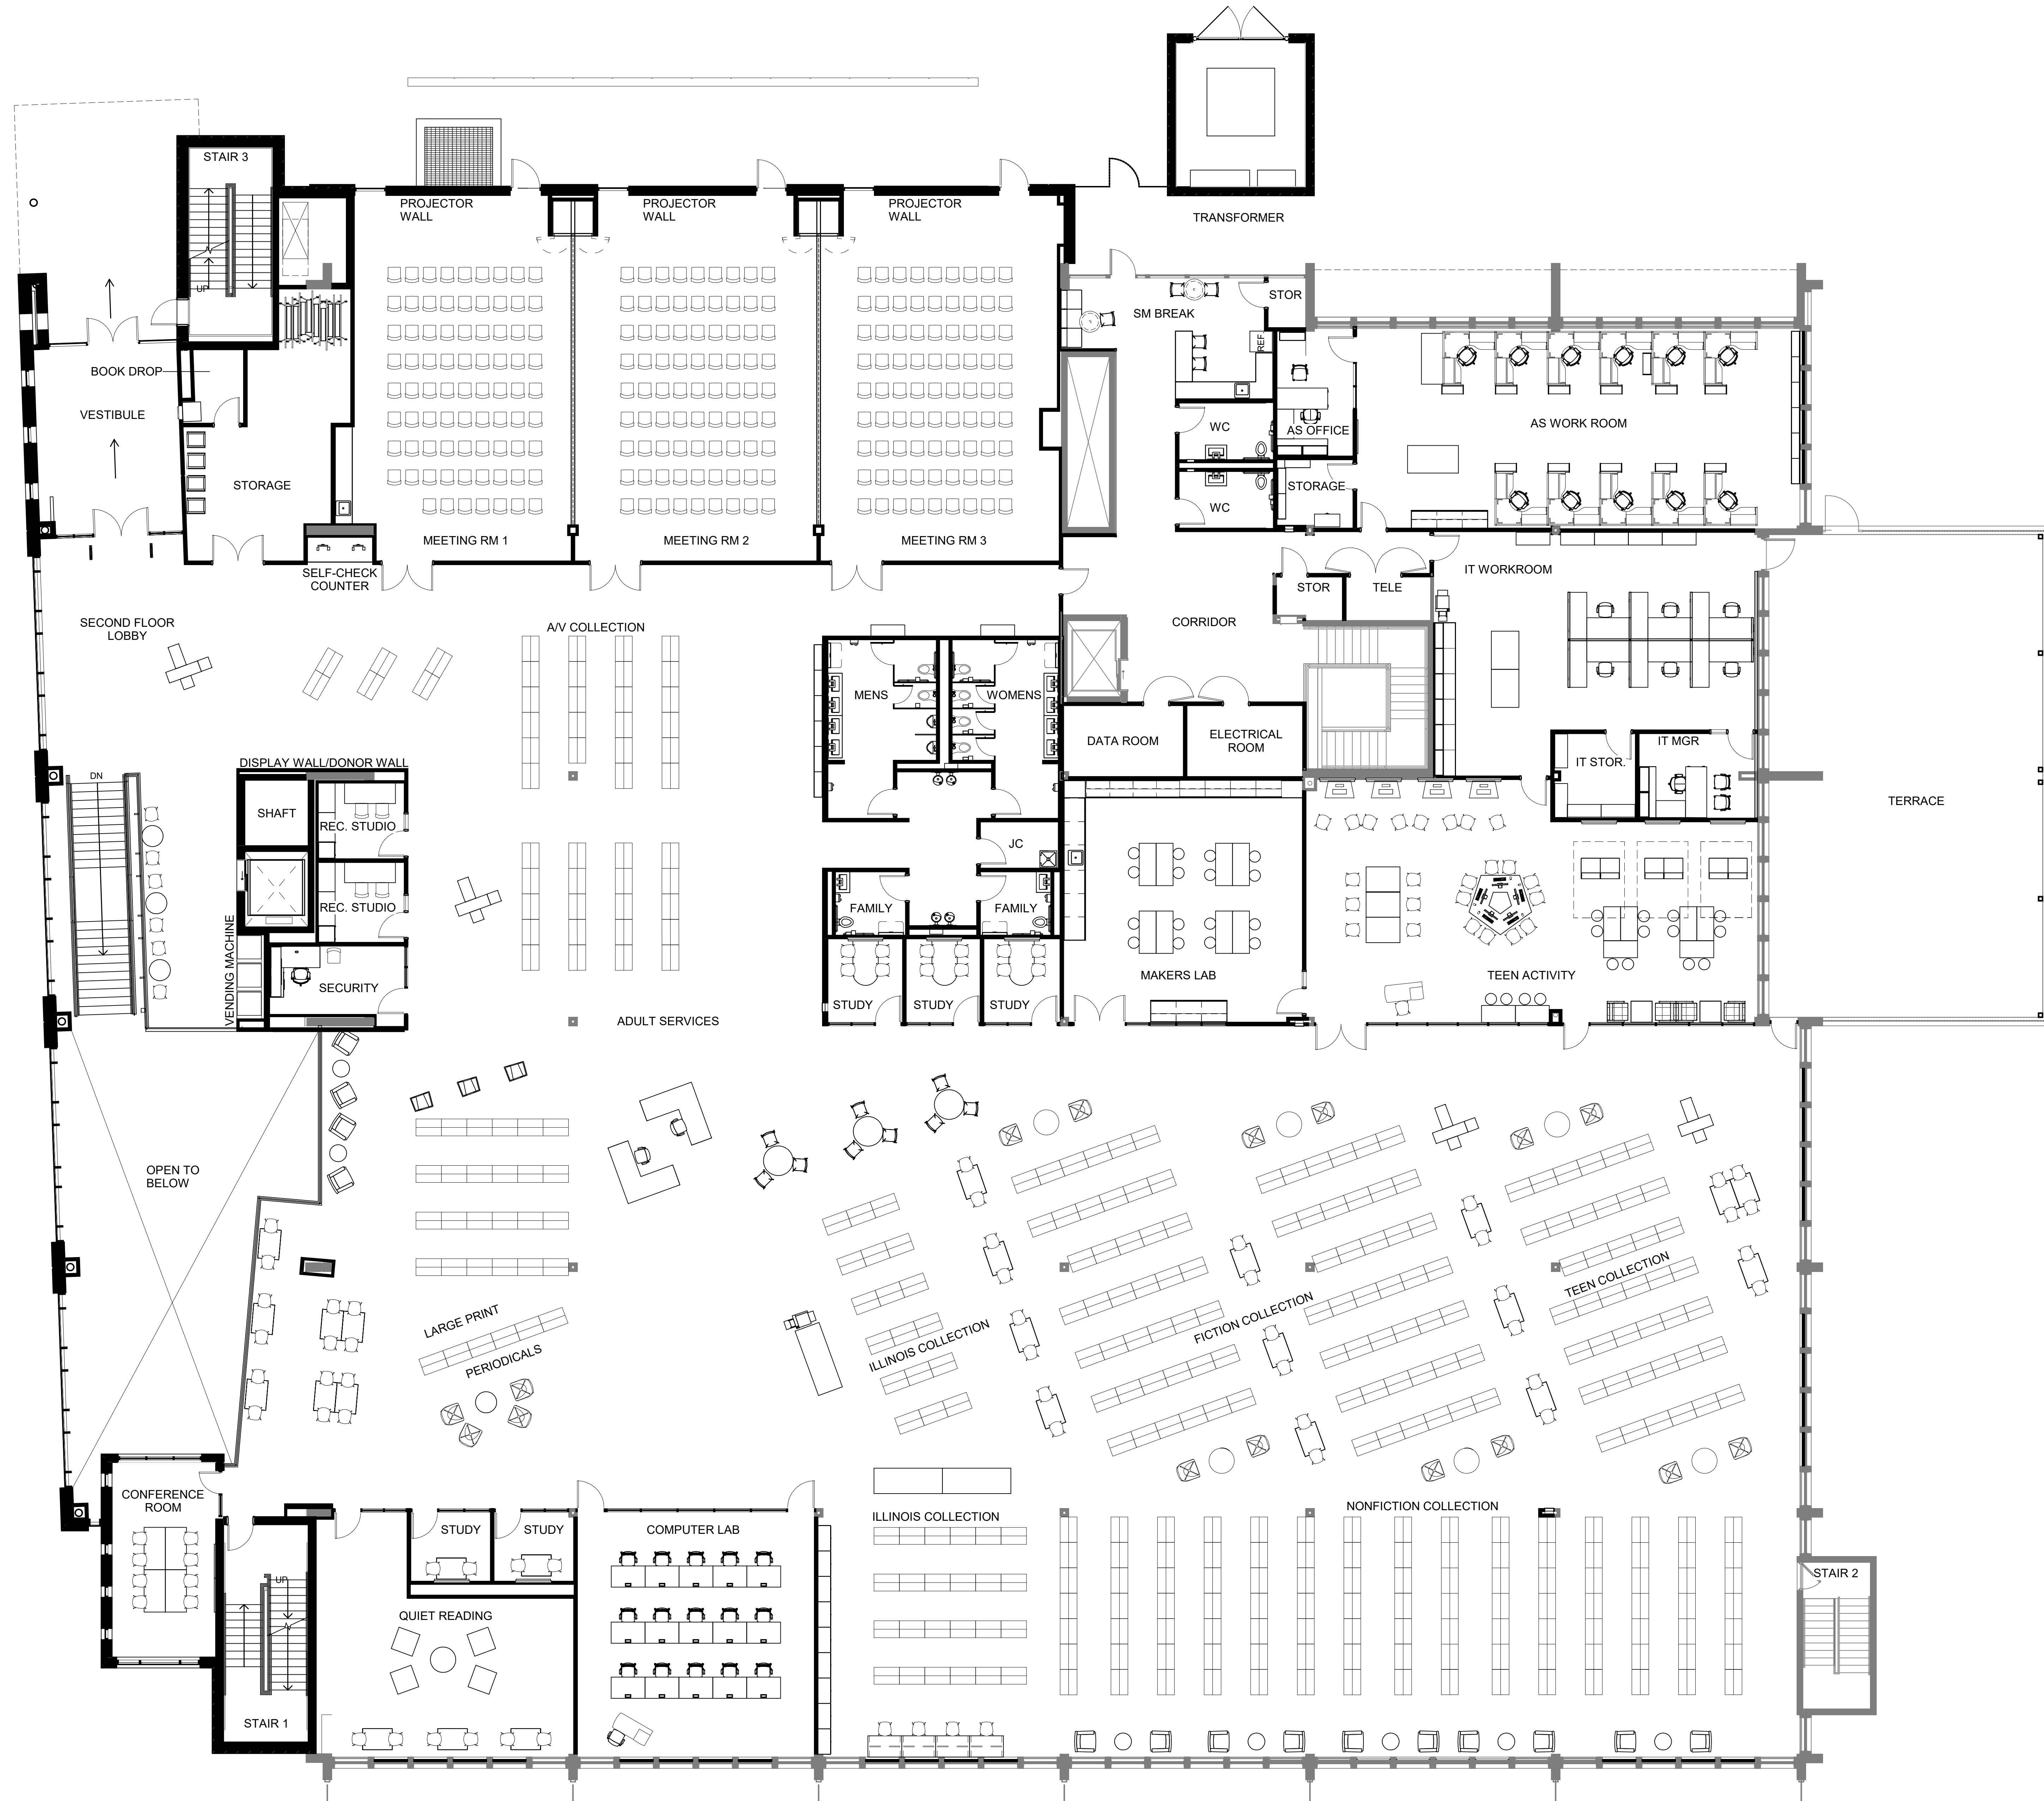 STAIR 3
UP
PROJECTOR
WALL
PROJECTOR
WALL
PROJECTOR
WALL
TRANSFORMER
STOR
SM BREAK
REF
BOOK DROP
VESTIBULE
STORAGE
WC
AS OFFICE
AS WORK ROOM
STORAGE
WC
MEETING RM 1
MEETING RM 2
MEETING RM 3
SELF-CHECK
COUNTER
IT WORKROOM
STOR
TELE
SECOND FLOOR
LOBBY
A/V COLLECTION
CORRIDOR
MENS
WOMENS
DATA ROOM
ELECTRICAL
ROOM
IT MGR
IT STOR.
DISPLAY WALL/DONOR WALL
DN
SHAFT
REC. STUDIO
TERRACE
JC
REC. STUDIO
FAMILY
FAMILY
VENDING MACHINE
SECURITY
STUDY
STUDY
STUDY
MAKERS LAB
TEEN ACTIVITY
ADULT SERVICES
OPEN TO
BELOW
LARGE PRINT
PERIODICALS
ILLINOIS COLLECTION
FICTION COLLECTION
TEEN COLLECTION
CONFERENCE
ROOM
STUDY
STUDY
COMPUTER LAB
ILLINOIS COLLECTION
NONFICTION COLLECTION
UP
QUIET READING
STAIR 2
STAIR 1